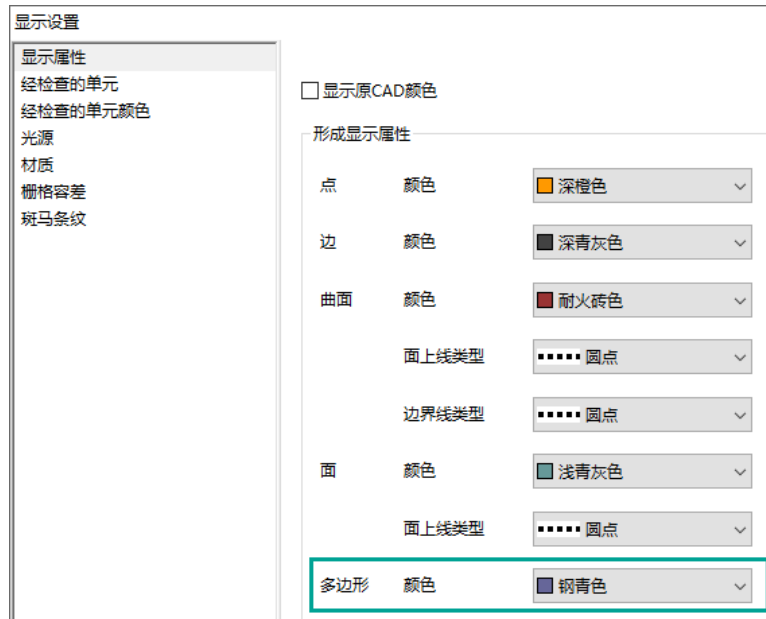 显示设置
显示属性
经检查的单元
经检查的单元颜色
光源
材质
栅格容差
斑马条纹
显示原CAD颜色
形成显示属性
点 颜色 深橙色
边 颜色 深青灰色
曲面 颜色 耐火砖色
面上线类型 圆点
边界线类型 圆点
面 颜色 浅青灰色
面上线类型 圆点
多边形 颜色 钢青色